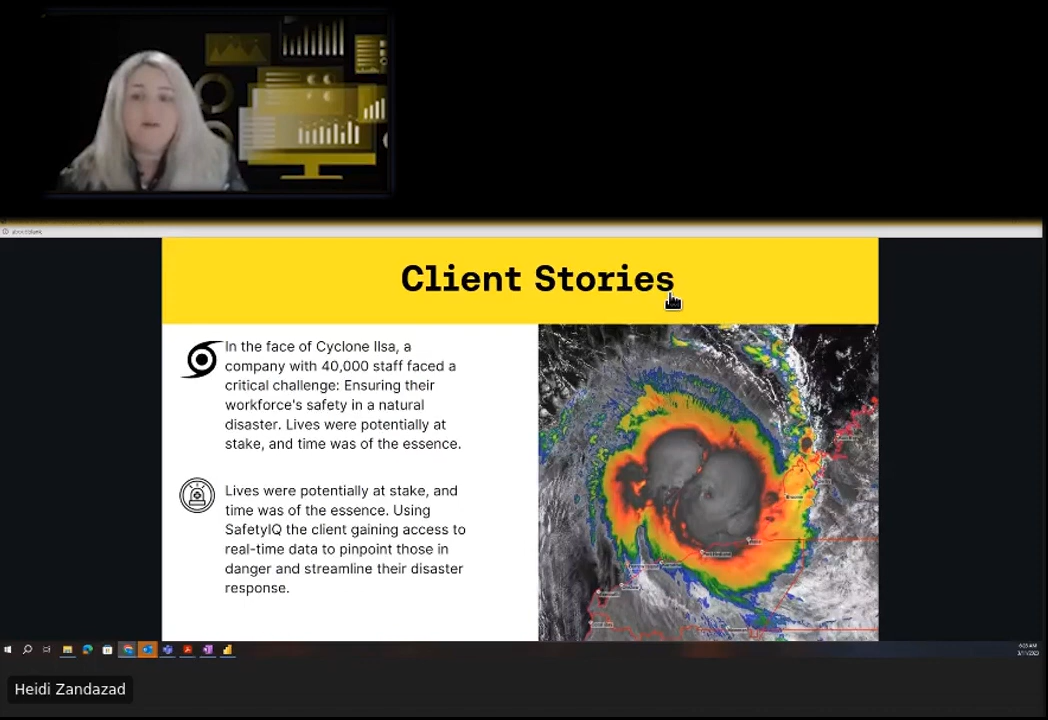 about:blank
Client Stories
In the face of Cyclone Ilsa, a
company with 40,000 staff faced a
critical challenge: Ensuring their
workforce's safety in a natural
disaster. Lives were potentially at
stake, and time was of the essence.
Lives were potentially at stake, and
time was of the essence. Using
SafetyIQ the client gaining access to
real-time data to pinpoint those in
danger and streamline their disaster
response.
Heidi Zandazad